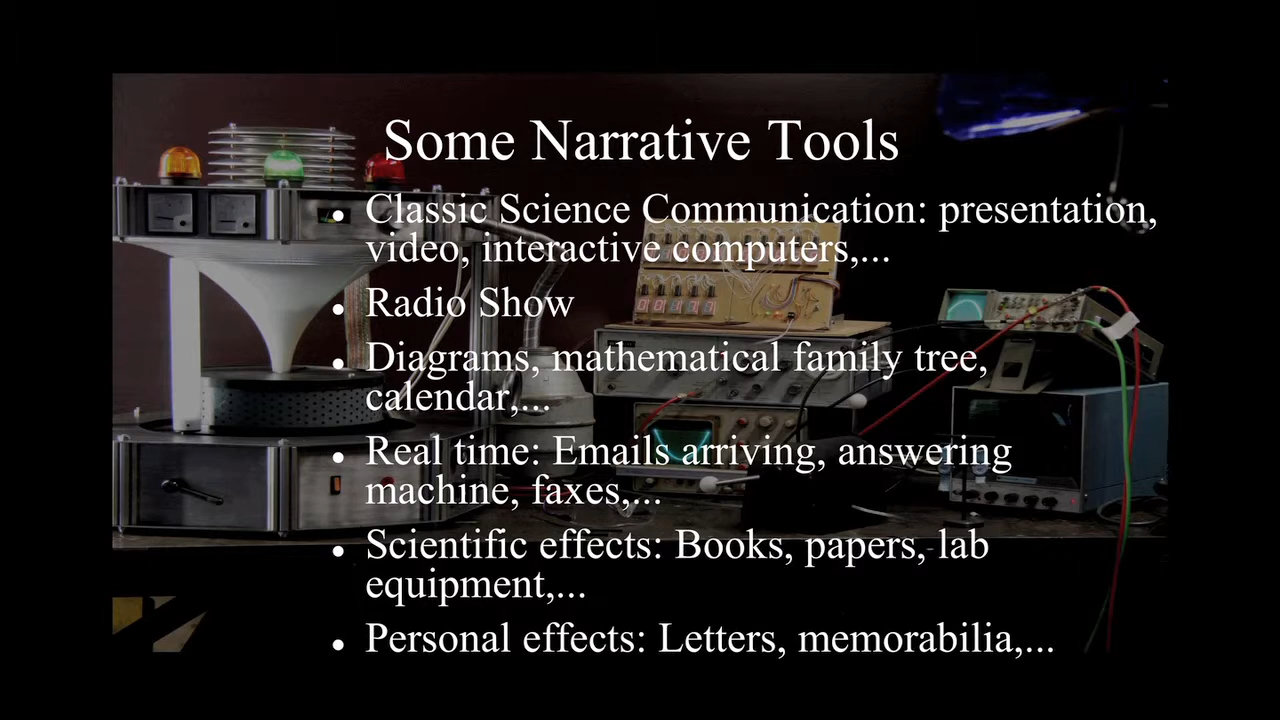 Some Narrative Tools
• Classic Science Communication: presentation,
video, interactive computers,...
• Radio Show
• Diagrams, mathematical family tree,
calendar,...
• Real time: Emails arriving, answering
machine, faxes,...
• Scientific effects: Books, papers, lab
equipment,...
• Personal effects: Letters, memorabilia,...